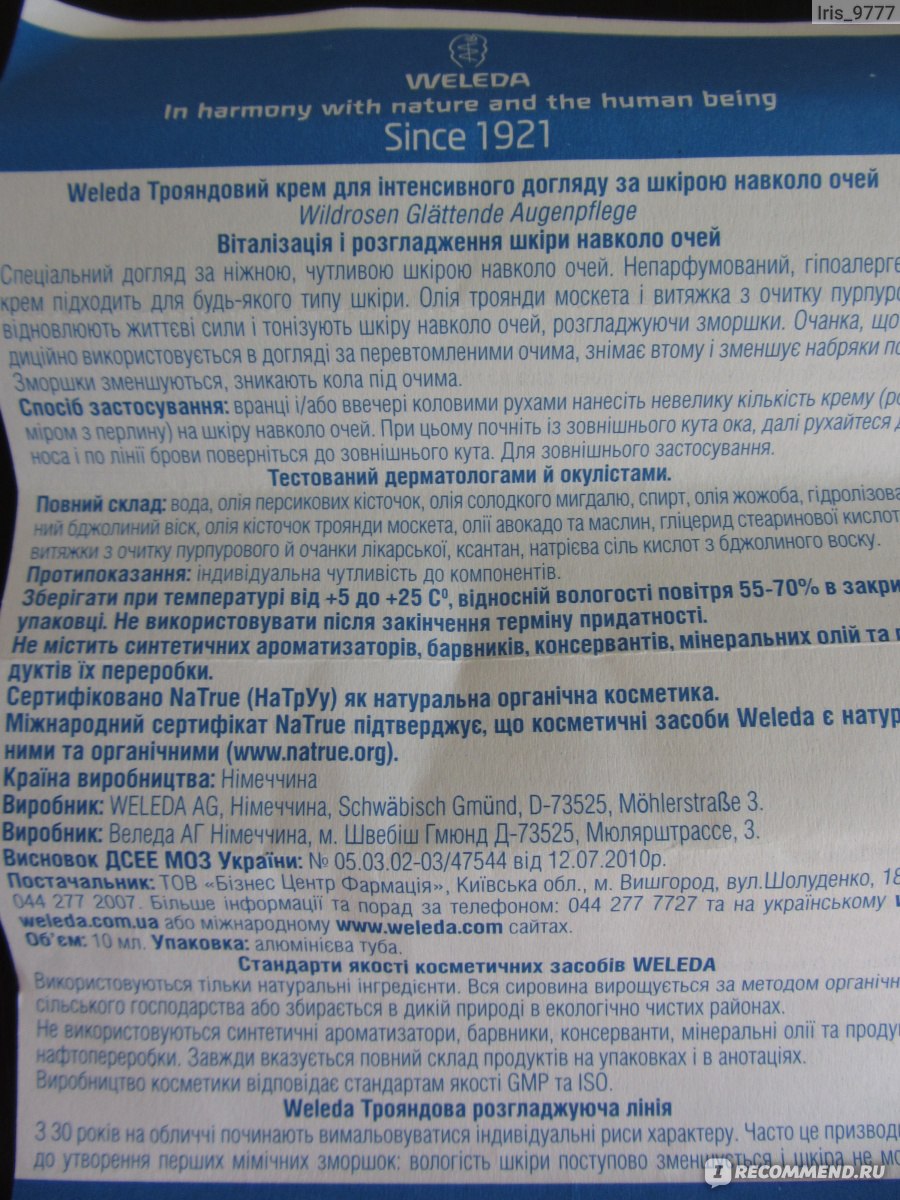 Iris_9777
WELEDA
In harmony with nature and the human being
Since 1921
Weleda Трояндовий крем для інтенсивного догляду за шкірою навколо очей
Wildrosen Glättende Augenpflege
Віталізація і розгладження шкіри навколо очей
Спеціальний догляд за ніжною, чутливою шкірою навколо очей. Непарфумований, гіпоалерге
крем підходить для будь-якого типу шкіри. Олія троянди москета і витяжка з очитку пурпуро
відновлюють життєві сили і тонізують шкіру навколо очей, розгладжуючи зморшки. Очанка, що
диційно використовується в догляді за перевтомленими очима, знімає втому і зменшує набряки по
Зморшки зменшуються, зникають кола під очима.
Спосіб застосування: вранці і/або ввечері коловими рухами нанесіть невелику кількість крему (ро
міром з перлину) на шкіру навколо очей. При цьому почніть із зовнішнього кута ока, далі рухайтеся д
носа і по лінії брови поверніться до зовнішнього кута. Для зовнішнього застосування.
Тестований дерматологами й окулістами.
Повний склад: вода, олія персикових кісточок, олія солодкого мигдалю, спирт, олія жожоба, гідролізова
ний бджолиний віск, олія кісточок троянди москета, олії авокадо та маслин, гліцерид стеаринової кислот
витяжки з очитку пурпурового й очанки лікарської, ксантан, натрієва сіль кислот з бджолиного воску.
Протипоказання: індивідуальна чутливість до компонентів.
Зберігати при температурі від +5 до +25 С⁰, відносній вологості повітря 55-70% в закри
упаковці. Не використовувати після закінчення терміну придатності.
Не містить синтетичних ароматизаторів, барвників, консервантів, мінеральних олій та п
дуктів їх переробки.
Сертифіковано NaTrue (НаТрУу) як натуральна органічна косметика.
Міжнародний сертифікат NaTrue підтверджує, що косметичні засоби Weleda є натур
ними та органічними (www.natrue.org).
Країна виробництва: Німеччина
Виробник: WELEDA AG, Німеччина, Schwäbisch Gmünd, D-73525, Möhlerstraße 3.
Виробник: Веледа АГ Німеччина, м. Швебіш Гмюнд Д-73525, Мюлярштрассе, 3.
Висновок ДСЕЕ МОЗ України: № 05.03.02-03/47544 від 12.07.2010р.
Постачальник: ТОВ «Бізнес Центр Фармація», Київська обл., м. Вишгород, вул.Шолуденко, 18
044 277 2007. Більше інформації та порад за телефоном: 044 277 7727 та на українському w
weleda.com.ua або міжнародному www.weleda.com сайтах.
Об'єм: 10 мл. Упаковка: алюмінієва туба.
Стандарти якості косметичних засобів WELEDA
Використовуються тільки натуральні інгредієнти. Вся сировина вирощується за методом органічн
сільського господарства або збирається в дикій природі в екологічно чистих районах.
Не використовуються синтетичні ароматизатори, барвники, консерванти, мінеральні олії та проду
нафтопереробки. Завжди вказується повний склад продуктів на упаковках і в анотаціях.
Виробництво косметики відповідає стандартам якості GMP та ISO.
Weleda Трояндова розгладжуюча лінія
З 30 років на обличчі починають вимальовуватися індивідуальні риси характеру. Часто це призводи
до утворення перших мімічних зморшок: вологість шкіри поступово зменшується і шкіра не мо
IRECOMMEND.RU